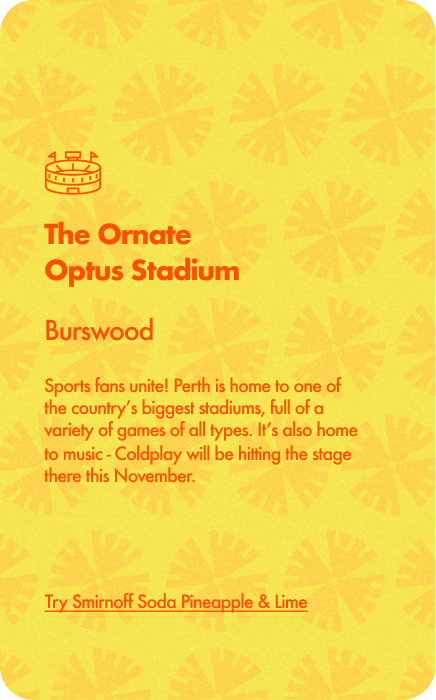 The Ornate
Optus Stadium
Burswood
Sports fans unite! Perth is home to one of
the country’s biggest stadiums, full of a
variety of games of all types. It’s also home
to music - Coldplay will be hitting the stage
there this November.
Try Smirnoff Soda Pineapple & Lime